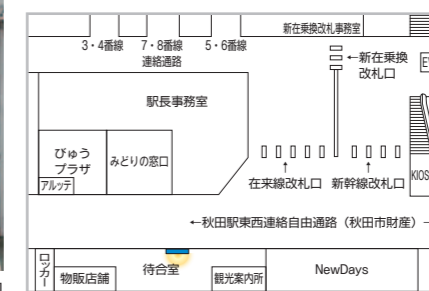 新在乗換改札事務室
3・4番線
7・8番線
5・6番線
連絡通路
←新在乗換
改札口
駅長事務室
びゅう
プラザ
みどりの窓口
アルッテ
↑
在来線改札口
↑
新幹線改札口
←秋田駅東西連絡自由通路（秋田市財産）
ロッカー
物販店舗
待合室
観光案内所
NewDays